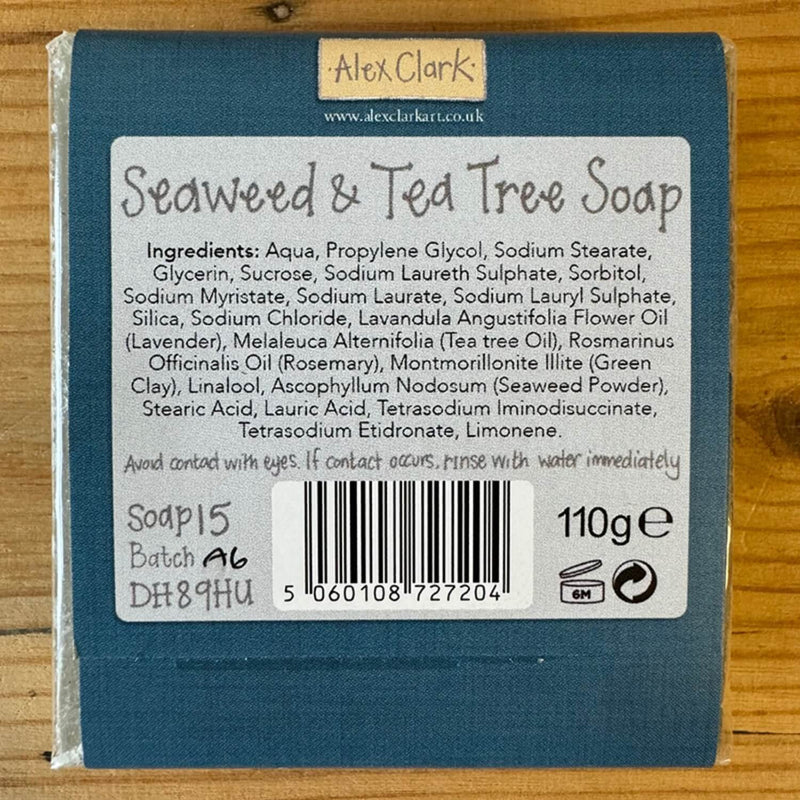 ·Alex Clark·
www.alexclarkart.co.uk
Seaweed & Tea Tree Soap
Ingredients: Aqua, Propylene Glycol, Sodium Stearate,
Glycerin, Sucrose, Sodium Laureth Sulphate, Sorbitol,
Sodium Myristate, Sodium Laurate, Sodium Lauryl Sulphate,
Silica, Sodium Chloride, Lavandula Angustifolia Flower Oil
(Lavender), Melaleuca Alternifolia (Tea tree Oil), Rosmarinus
Officinalis Oil (Rosemary), Montmorillonite Illite (Green
Clay), Linalool, Ascophyllum Nodosum (Seaweed Powder),
Stearic Acid, Lauric Acid, Tetrasodium Iminodisuccinate,
Tetrasodium Etidronate, Limonene.
Avoid contact with eyes. If contact occurs, rinse with water immediately
Soap15
Batch A6
DH89HU
5 060108 727204
110g e
6M